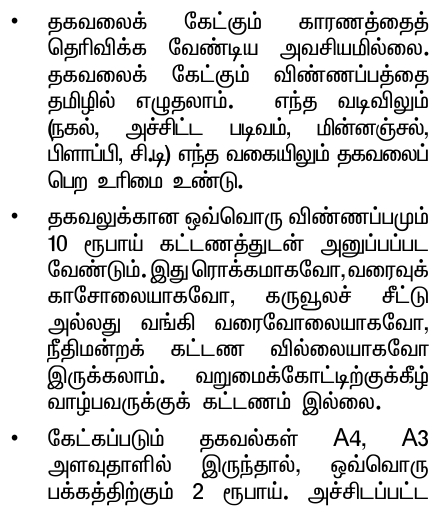 • தகவலைக் கேட்கும் காரணத்தைத்
தெரிவிக்க வேண்டிய அவசியமில்லை.
தகவலைக் கேட்கும் விண்ணப்பத்தை
தமிழில் எழுதலாம். எந்த வடிவிலும்
(நகல், அச்சிட்ட படிவம், மின்னஞ்சல்,
பிளாப்பி, சி.டி) எந்த வகையிலும் தகவலைப்
பெற உரிமை உண்டு.
• தகவலுக்கான ஒவ்வொரு விண்ணப்பமும்
10 ரூபாய் கட்டணத்துடன் அனுப்பப்பட
வேண்டும். இது ரொக்கமாகவோ, வரைவுக்
காசோலையாகவோ, கருவூலச் சீட்டு
அல்லது வங்கி வரைவோலையாகவோ,
நீதிமன்றக் கட்டண வில்லையாகவோ
இருக்கலாம். வறுமைக்கோட்டிற்குக்கீழ்
வாழ்பவருக்குக் கட்டணம் இல்லை.
• கேட்கப்படும் தகவல்கள் A4, A3
அளவுதாளில் இருந்தால், ஒவ்வொரு
பக்கத்திற்கும் 2 ரூபாய். அச்சிடப்பட்ட